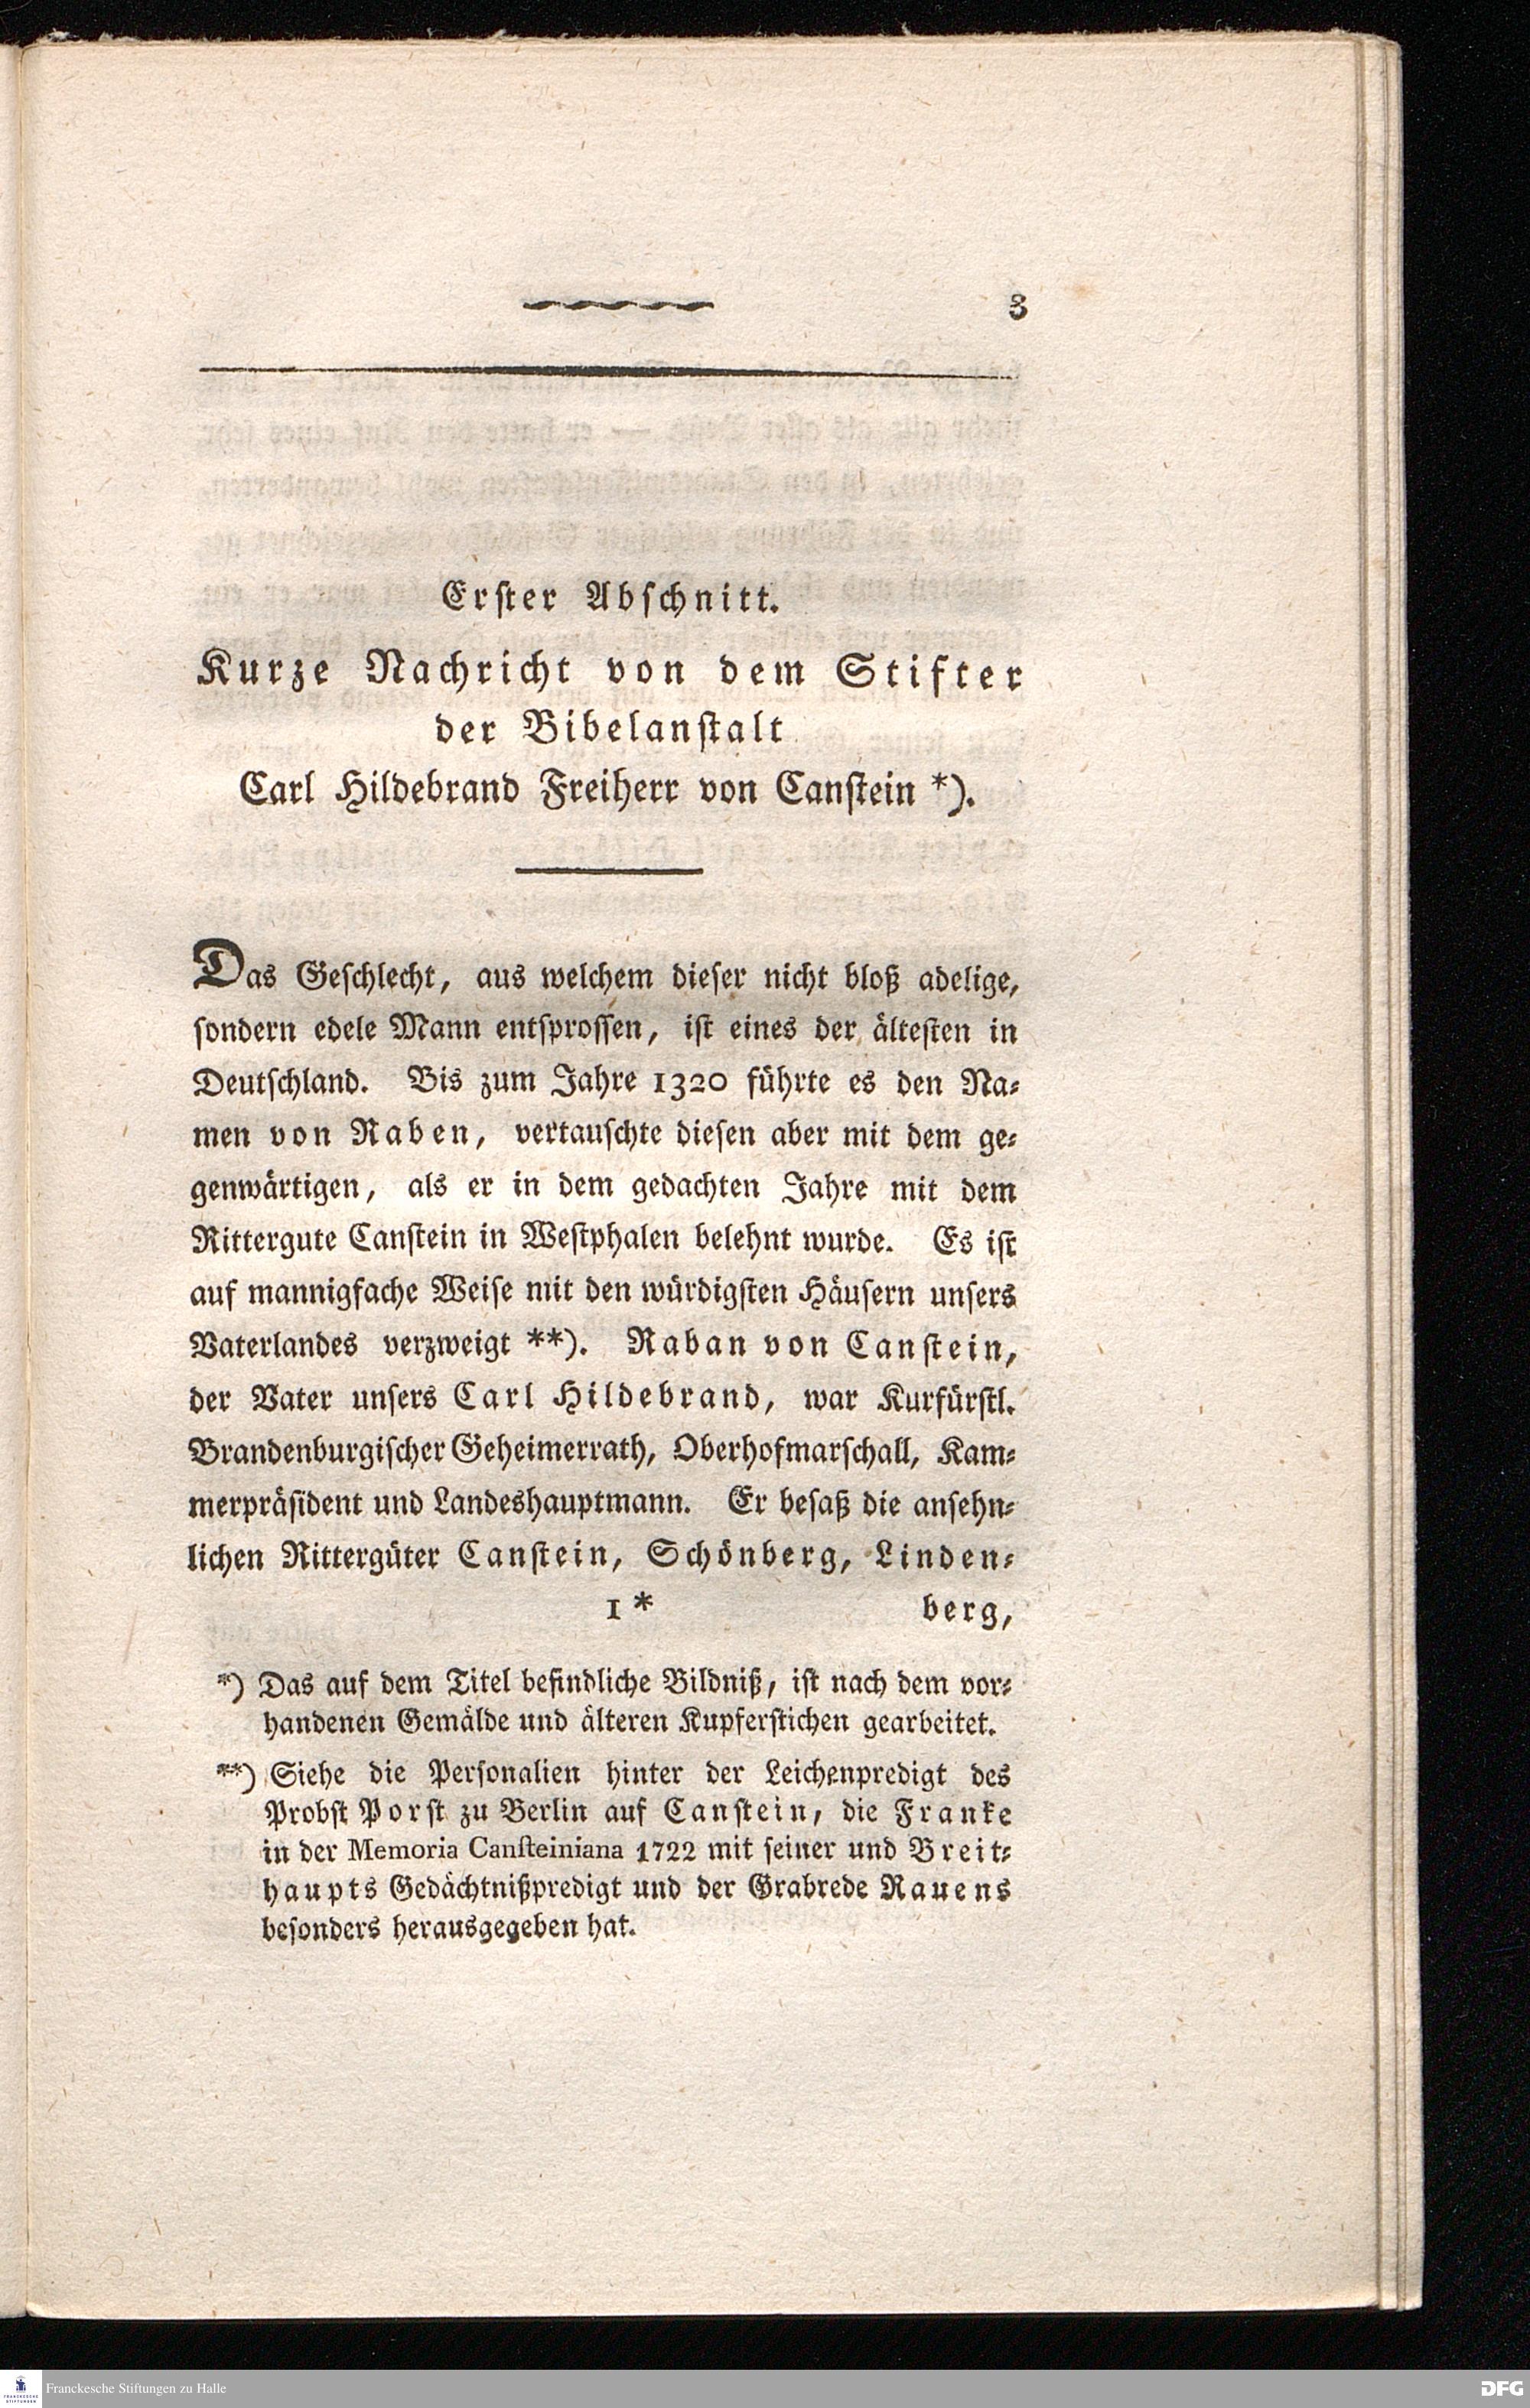 3
Erster Abschnitt.
Kurze Nachricht von dem Stifter
der Bibelanstalt
Carl Hildebrand Freiherr von Canstein *).
Das Geschlecht, aus welchem dieser nicht bloß adelige,
sondern edele Mann entsprossen, ist eines der ältesten in
Deutschland. Bis zum Jahre 1320 führte es den Na-
men von Raben, vertauschte diesen aber mit dem ge-
genwärtigen, als er in dem gedachten Jahre mit dem
Rittergute Canstein in Westphalen belehnt wurde. Es ist
auf mannigfache Weise mit den würdigsten Häusern unsers
Vaterlandes verzweigt **). Raban von Canstein,
der Vater unsers Carl Hildebrand, war Kurfürstl.
Brandenburgischer Geheimerrath, Oberhofmarschall, Kam-
merpräsident und Landeshauptmann. Er besaß die ansehn-
lichen Rittergüter Canstein, Schönberg, Linden-
1 * berg,
*) Das auf dem Titel befindliche Bildniß, ist nach dem vor-
handenen Gemälde und älteren Kupferstichen gearbeitet.
**) Siehe die Personalien hinter der Leichenpredigt des
Probst Porst zu Berlin auf Canstein, die Franke
in der Memoria Cansteiniana 1722 mit seiner und Breit-
haupts Gedächtnißpredigt und der Grabrede Rauens
besonders herausgegeben hat.
FRANCKESCHE
STIFTUNGEN
Franckesche Stiftungen zu Halle
DFG